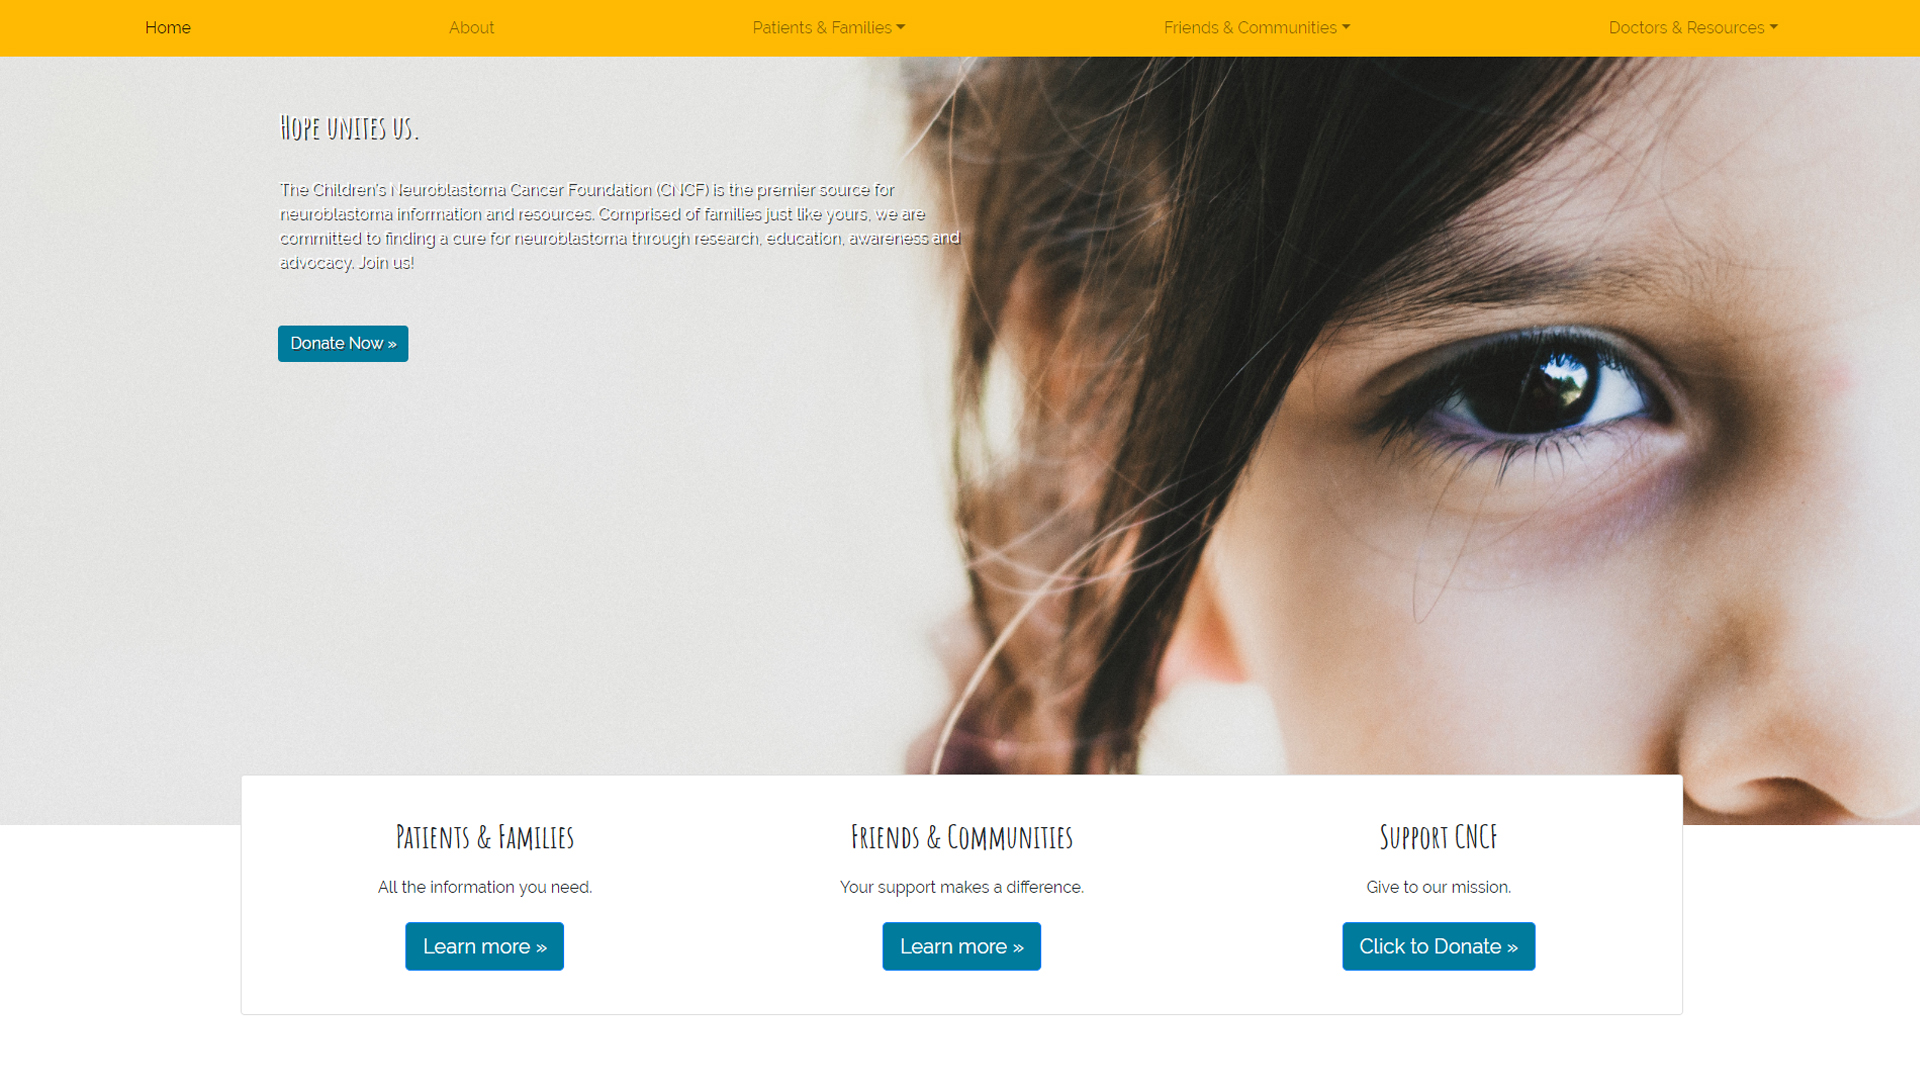 Home
About
Patients & Families
Friends & Communities
Doctors & Resources
Hope unites us.
The Children's Neuroblastoma Cancer Foundation (CNCF) is the premier source for
neuroblastoma information and resources. Comprised of families just like yours, we are
committed to finding a cure for neuroblastoma through research, education, awareness and
advocacy. Join us!
Donate Now »
Patients & Families
All the information you need.
Learn more »
Friends & Communities
Your support makes a difference.
Learn more »
Support CNCF
Give to our mission.
Click to Donate »